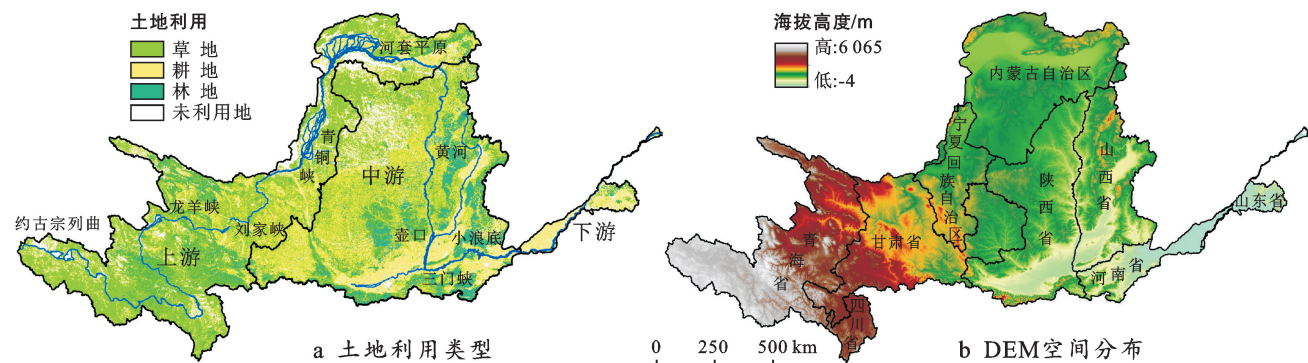 土地利用
草地
耕地
林地
未利用地
河套平原
青铜峡
黄河
中游
龙羊峡
约古宗列曲
刘家峡
壶口
小浪底
下游
上游
三门峡
a 土地利用类型
0 250 500 km
海拔高度/m
高:6 065
低:-4
内蒙古自治区
宁夏回族自治区
山西省
陕西省
山东省
甘肃省
青海省
河南省
四川省
b DEM空间分布